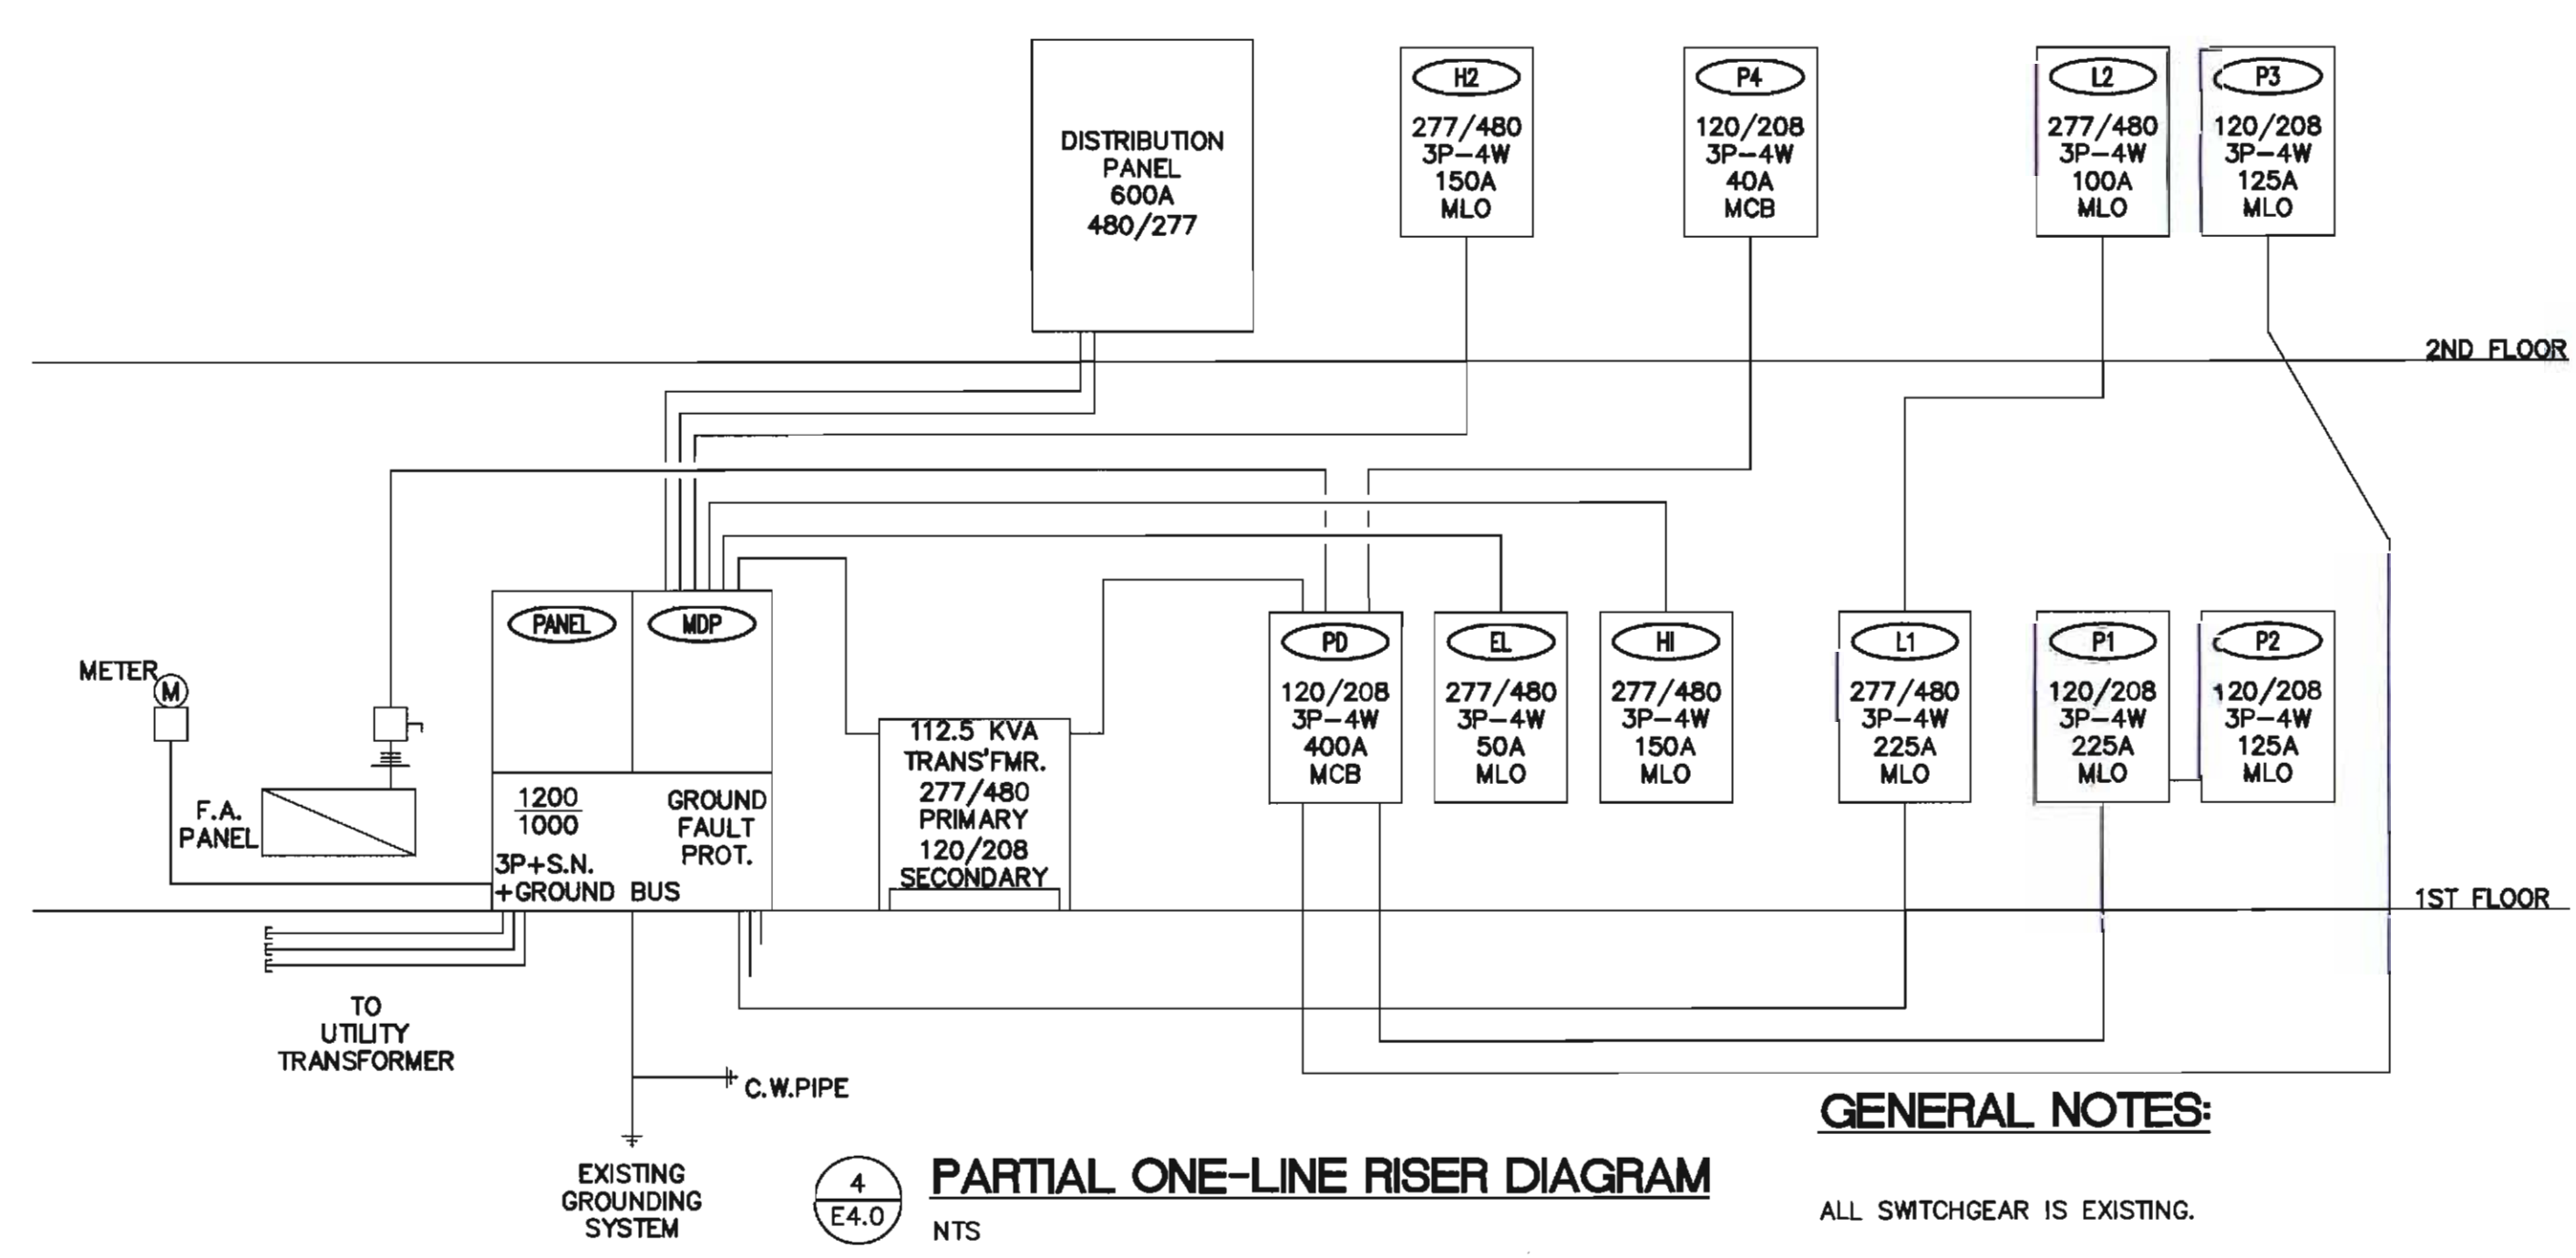 DISTRIBUTION
PANEL
600A
480/277
H2
277/480
3P-4W
150A
MLO
P4
120/208
3P-4W
40A
MCB
L2
277/480
3P-4W
100A
MLO
P3
120/208
3P-4W
125A
MLO
2ND FLOOR
METER
M
F.A.
PANEL
PANEL
MDP
1200
1000
3P+S.N.
+GROUND BUS
GROUND
FAULT
PROT.
112.5 KVA
TRANS'FMR.
277/480
PRIMARY
120/208
SECONDARY
PD
120/208
3P-4W
400A
MCB
EL
277/480
3P-4W
50A
MLO
HI
277/480
3P-4W
150A
MLO
L1
277/480
3P-4W
225A
MLO
P1
120/208
3P-4W
225A
MLO
P2
120/208
3P-4W
125A
MLO
1ST FLOOR
TO
UTILITY
TRANSFORMER
C.W.PIPE
EXISTING
GROUNDING
SYSTEM
4
E4.0
PARTIAL ONE-LINE RISER DIAGRAM
NTS
GENERAL NOTES:
ALL SWITCHGEAR IS EXISTING.